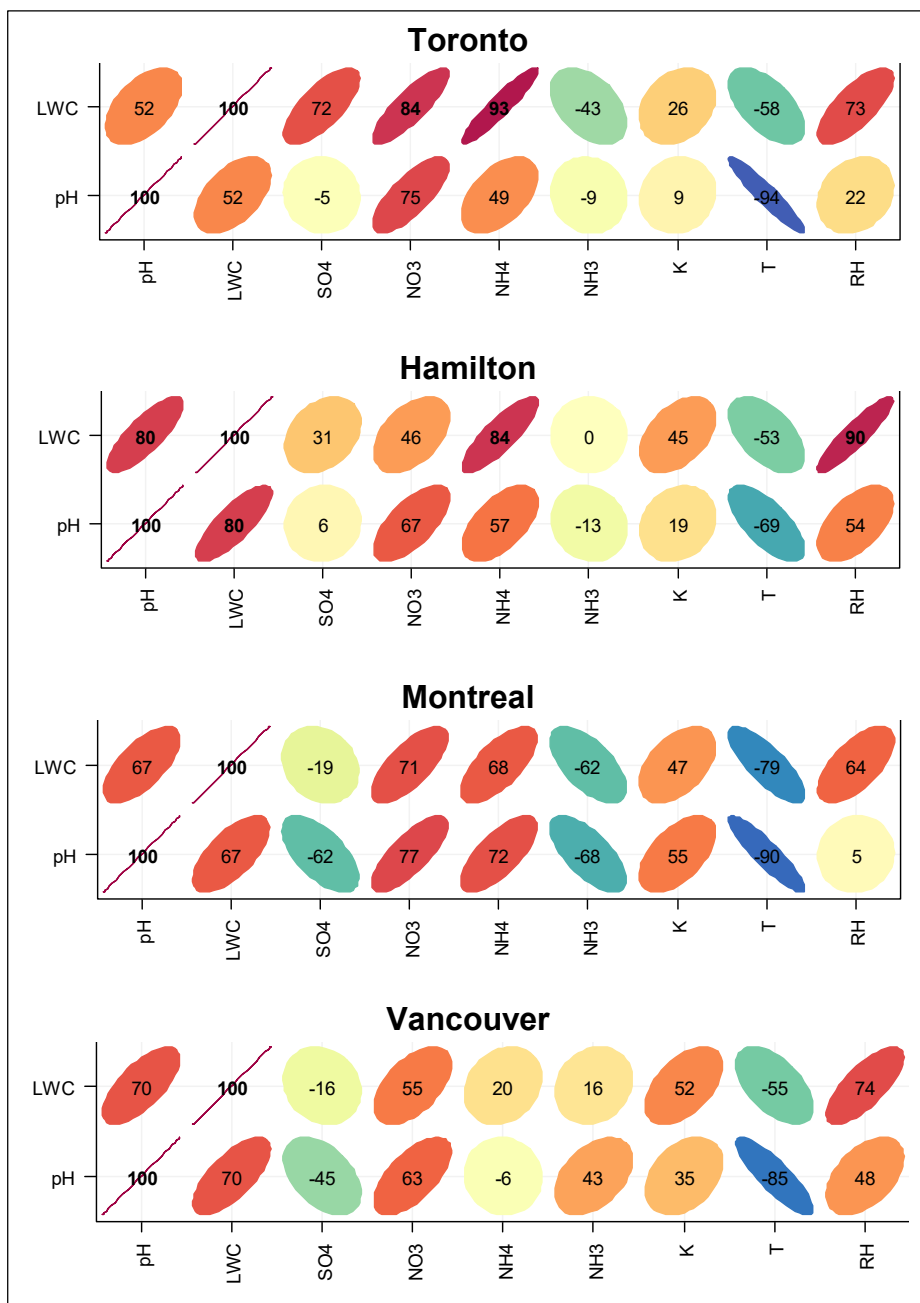 Toronto
LWC 52 100 72 84 93 -43 26 -58 73
pH 100 52 -5 75 49 -9 9 -94 22
pH LWC SO4 NO3 NH4 NH3 K T RH
Hamilton
LWC 80 100 31 46 84 0 45 -53 90
pH 100 80 6 67 57 -13 19 -69 54
pH LWC SO4 NO3 NH4 NH3 K T RH
Montreal
LWC 67 100 -19 71 68 -62 47 -79 64
pH 100 67 -62 77 72 -68 55 -90 5
pH LWC SO4 NO3 NH4 NH3 K T RH
Vancouver
LWC 70 100 -16 55 20 16 52 -55 74
pH 100 70 -45 63 -6 43 35 -85 48
pH LWC SO4 NO3 NH4 NH3 K T RH